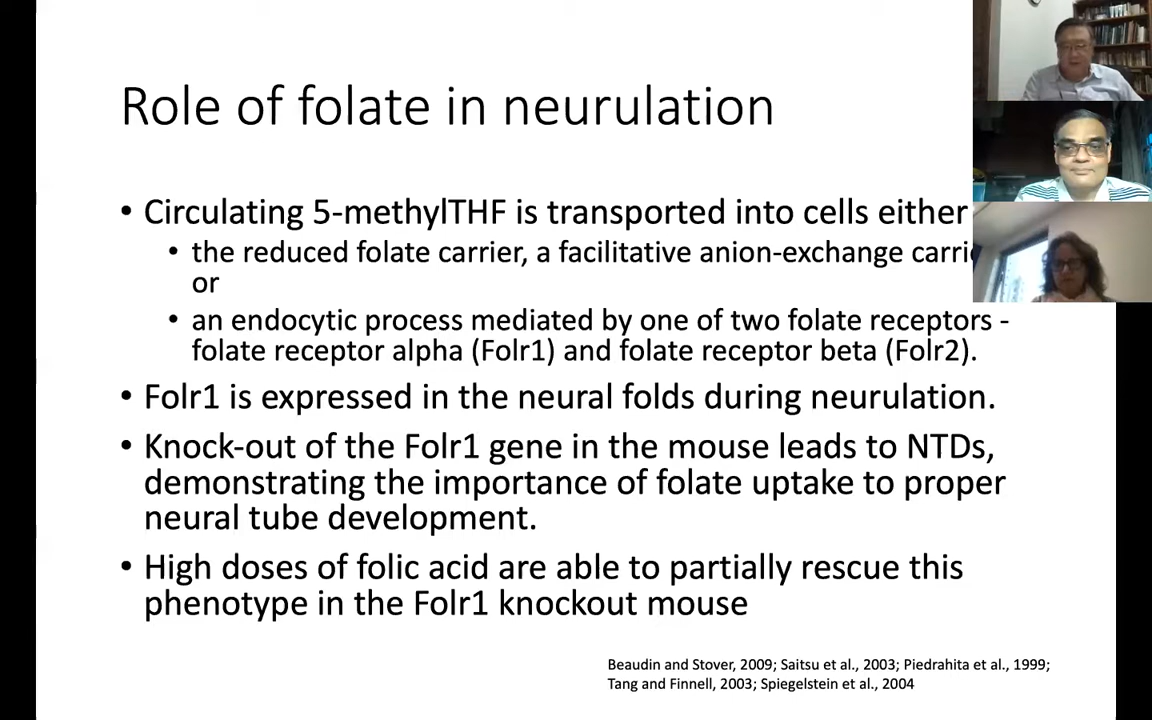 Role of folate in neurulation
• Circulating 5-methylTHF is transported into cells either
• the reduced folate carrier, a facilitative anion-exchange
or
• an endocytic process mediated by one of two folate receptors -
folate receptor alpha (Folr1) and folate receptor beta (Folr2).
• Folr1 is expressed in the neural folds during neurulation.
• Knock-out of the Folr1 gene in the mouse leads to NTDs,
demonstrating the importance of folate uptake to proper
neural tube development.
• High doses of folic acid are able to partially rescue this
phenotype in the Folr1 knockout mouse
Beaudin and Stover, 2009; Saitsu et al., 2003; Piedrahita et al., 1999;
Tang and Finnell, 2003; Spiegelstein et al., 2004